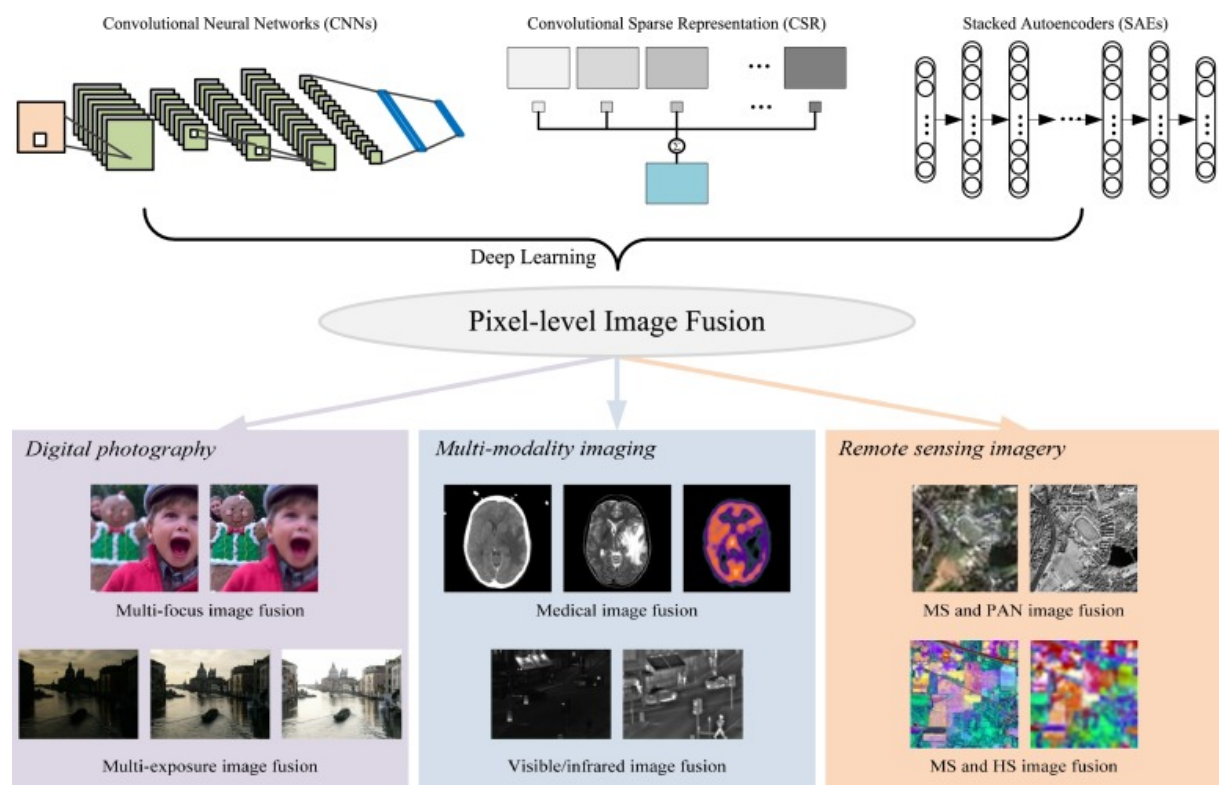 Convolutional Neural Networks (CNNs)
Convolutional Sparse Representation (CSR)
Stacked Autoencoders (SAEs)
Σ
Deep Learning
Pixel-level Image Fusion
Digital photography
Multi-focus image fusion
Multi-exposure image fusion
Multi-modality imaging
Medical image fusion
Visible/infrared image fusion
Remote sensing imagery
MS and PAN image fusion
MS and HS image fusion